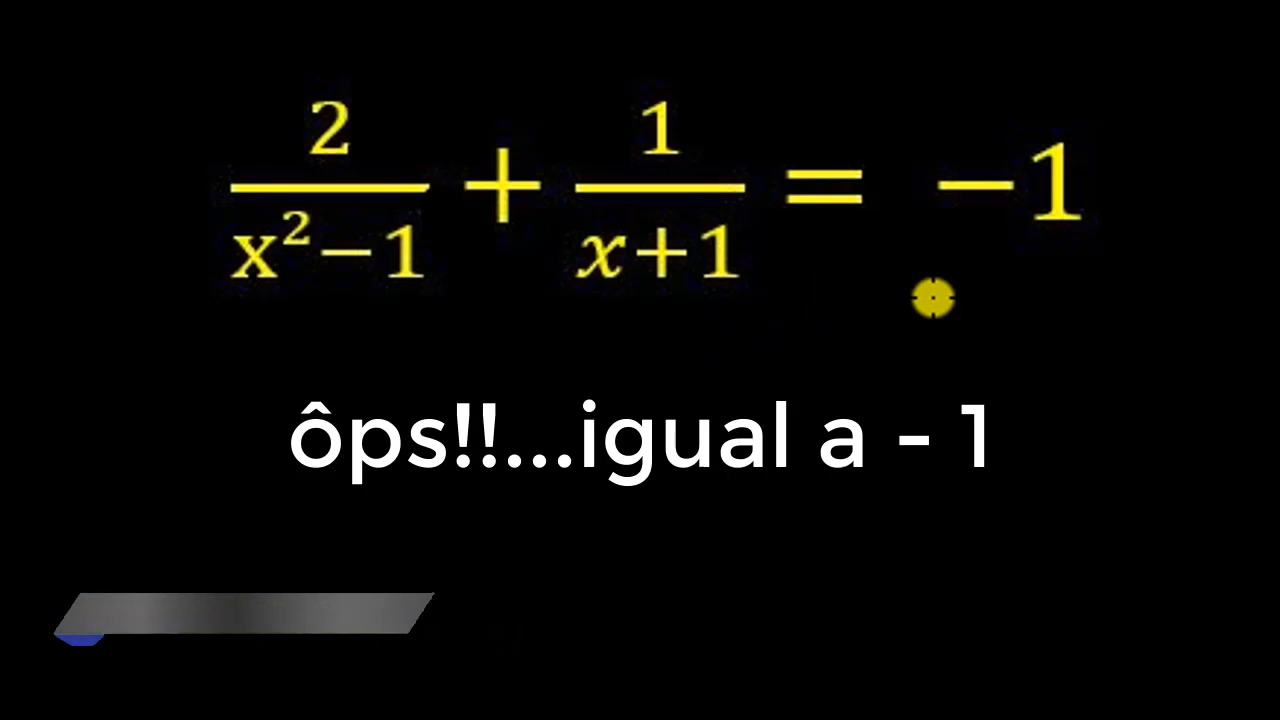 2/(x²−1) + 1/(x+1) = −1
ôps!!...igual a - 1